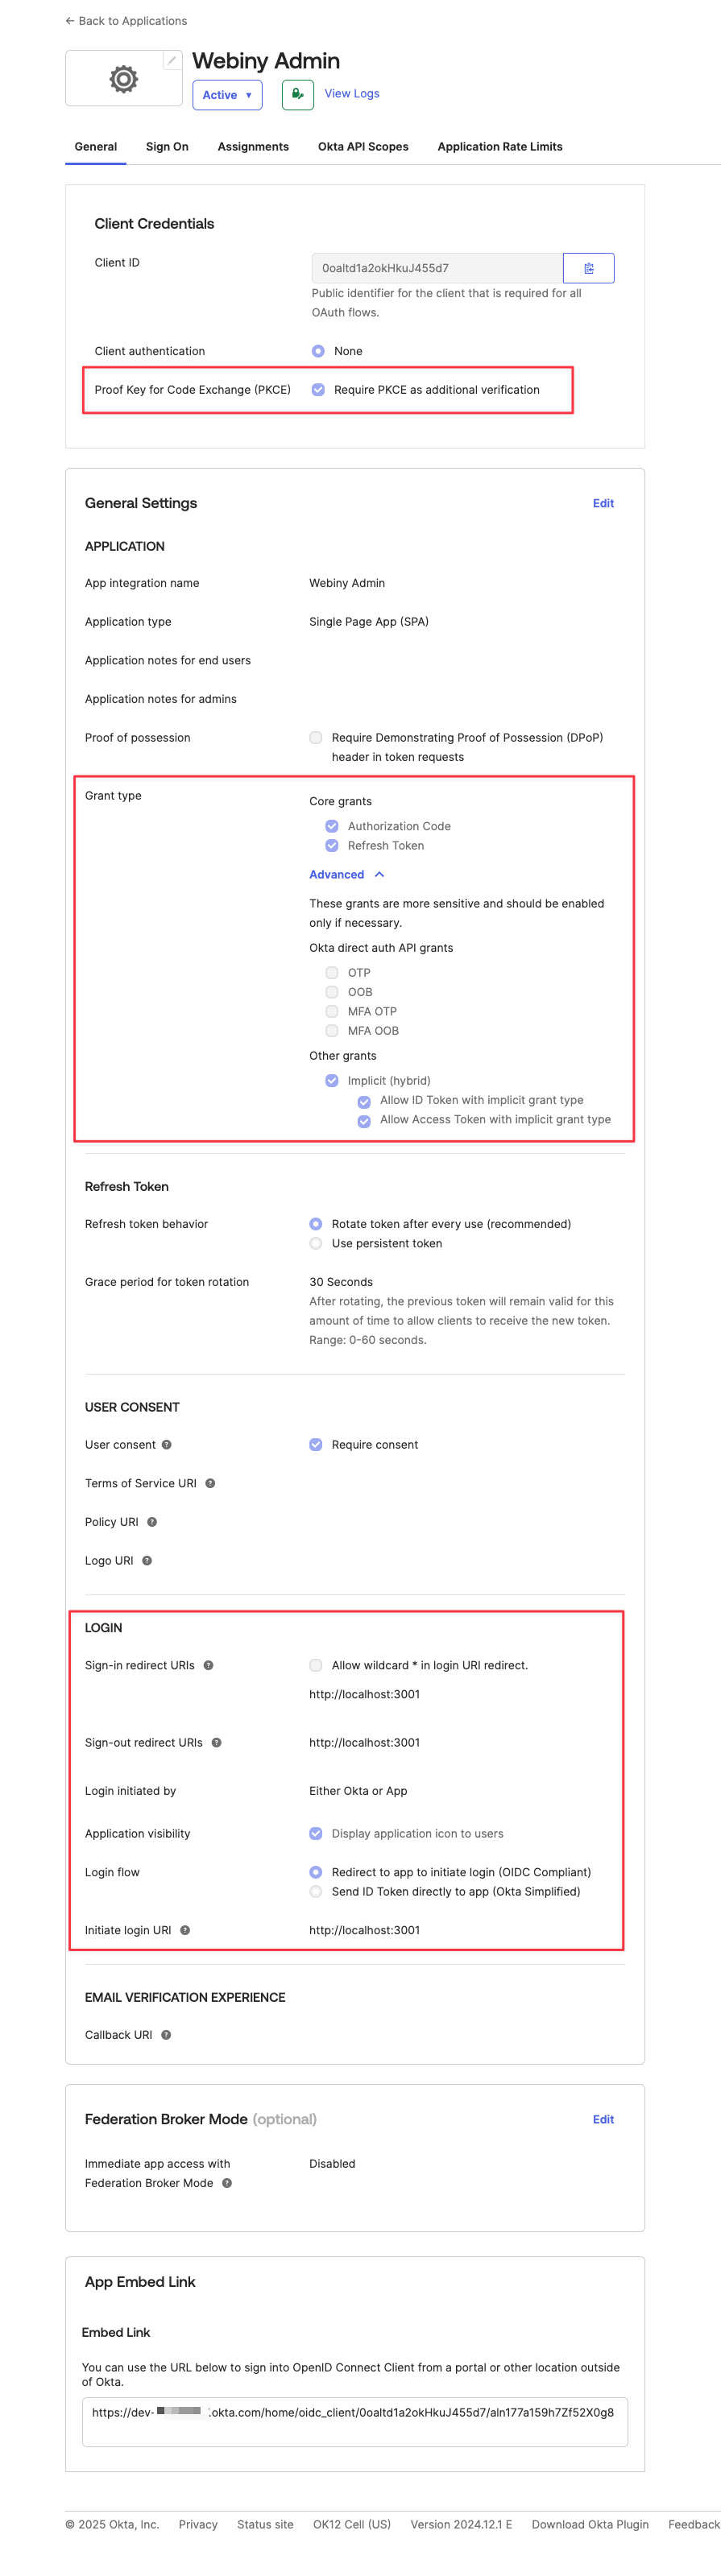 ← Back to Applications
Webiny Admin
Active ▼
View Logs
General Sign On Assignments Okta API Scopes Application Rate Limits
Client Credentials
Client ID
0oaltd1a2okHkuJ455d7
Public identifier for the client that is required for all
OAuth flows.
Client authentication
None
Proof Key for Code Exchange (PKCE)
Require PKCE as additional verification
General Settings
Edit
APPLICATION
App integration name
Webiny Admin
Application type
Single Page App (SPA)
Application notes for end users
Application notes for admins
Proof of possession
Require Demonstrating Proof of Possession (DPoP)
header in token requests
Grant type
Core grants
Authorization Code
Refresh Token
Advanced
These grants are more sensitive and should be enabled
only if necessary.
Okta direct auth API grants
OTP
OOB
MFA OTP
MFA OOB
Other grants
Implicit (hybrid)
Allow ID Token with implicit grant type
Allow Access Token with implicit grant type
Refresh Token
Refresh token behavior
Rotate token after every use (recommended)
Use persistent token
Grace period for token rotation
30 Seconds
After rotating, the previous token will remain valid for this
amount of time to allow clients to receive the new token.
Range: 0-60 seconds.
USER CONSENT
User consent
Require consent
Terms of Service URI
Policy URI
Logo URI
LOGIN
Sign-in redirect URIs
Allow wildcard * in login URI redirect.
http://localhost:3001
Sign-out redirect URIs
http://localhost:3001
Login initiated by
Either Okta or App
Application visibility
Display application icon to users
Login flow
Redirect to app to initiate login (OIDC Compliant)
Send ID Token directly to app (Okta Simplified)
Initiate login URI
http://localhost:3001
EMAIL VERIFICATION EXPERIENCE
Callback URI
Federation Broker Mode (optional)
Edit
Immediate app access with
Federation Broker Mode
Disabled
App Embed Link
Embed Link
You can use the URL below to sign into OpenID Connect Client from a portal or other location outside
of Okta.
https://dev- .okta.com/home/oidc_client/0oaltd1a2okHkuJ455d7/aln177a159h7Zf52X0g8
© 2025 Okta, Inc. Privacy Status site OK12 Cell (US) Version 2024.12.1 E Download Okta Plugin Feedback